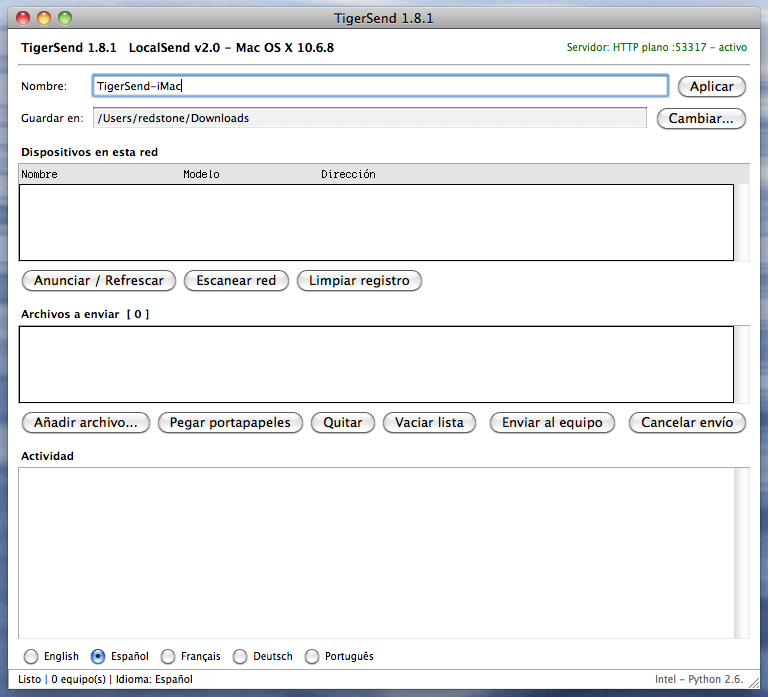 TigerSend 1.8.1
TigerSend 1.8.1   LocalSend v2.0 – Mac OS X 10.6.8   Servidor: HTTP plano :53317 – activo
Nombre: TigerSend-iMac Aplicar
Guardar en: /Users/redstone/Downloads Cambiar...
Dispositivos en esta red
Nombre Modelo Dirección
Anunciar / Refrescar Escanear red Limpiar registro
Archivos a enviar [ 0 ]
Añadir archivo... Pegar portapapeles Quitar Vaciar lista Enviar al equipo Cancelar envío
Actividad
English Español Français Deutsch Português
Listo | 0 equipo(s) | Idioma: Español Intel – Python 2.6.